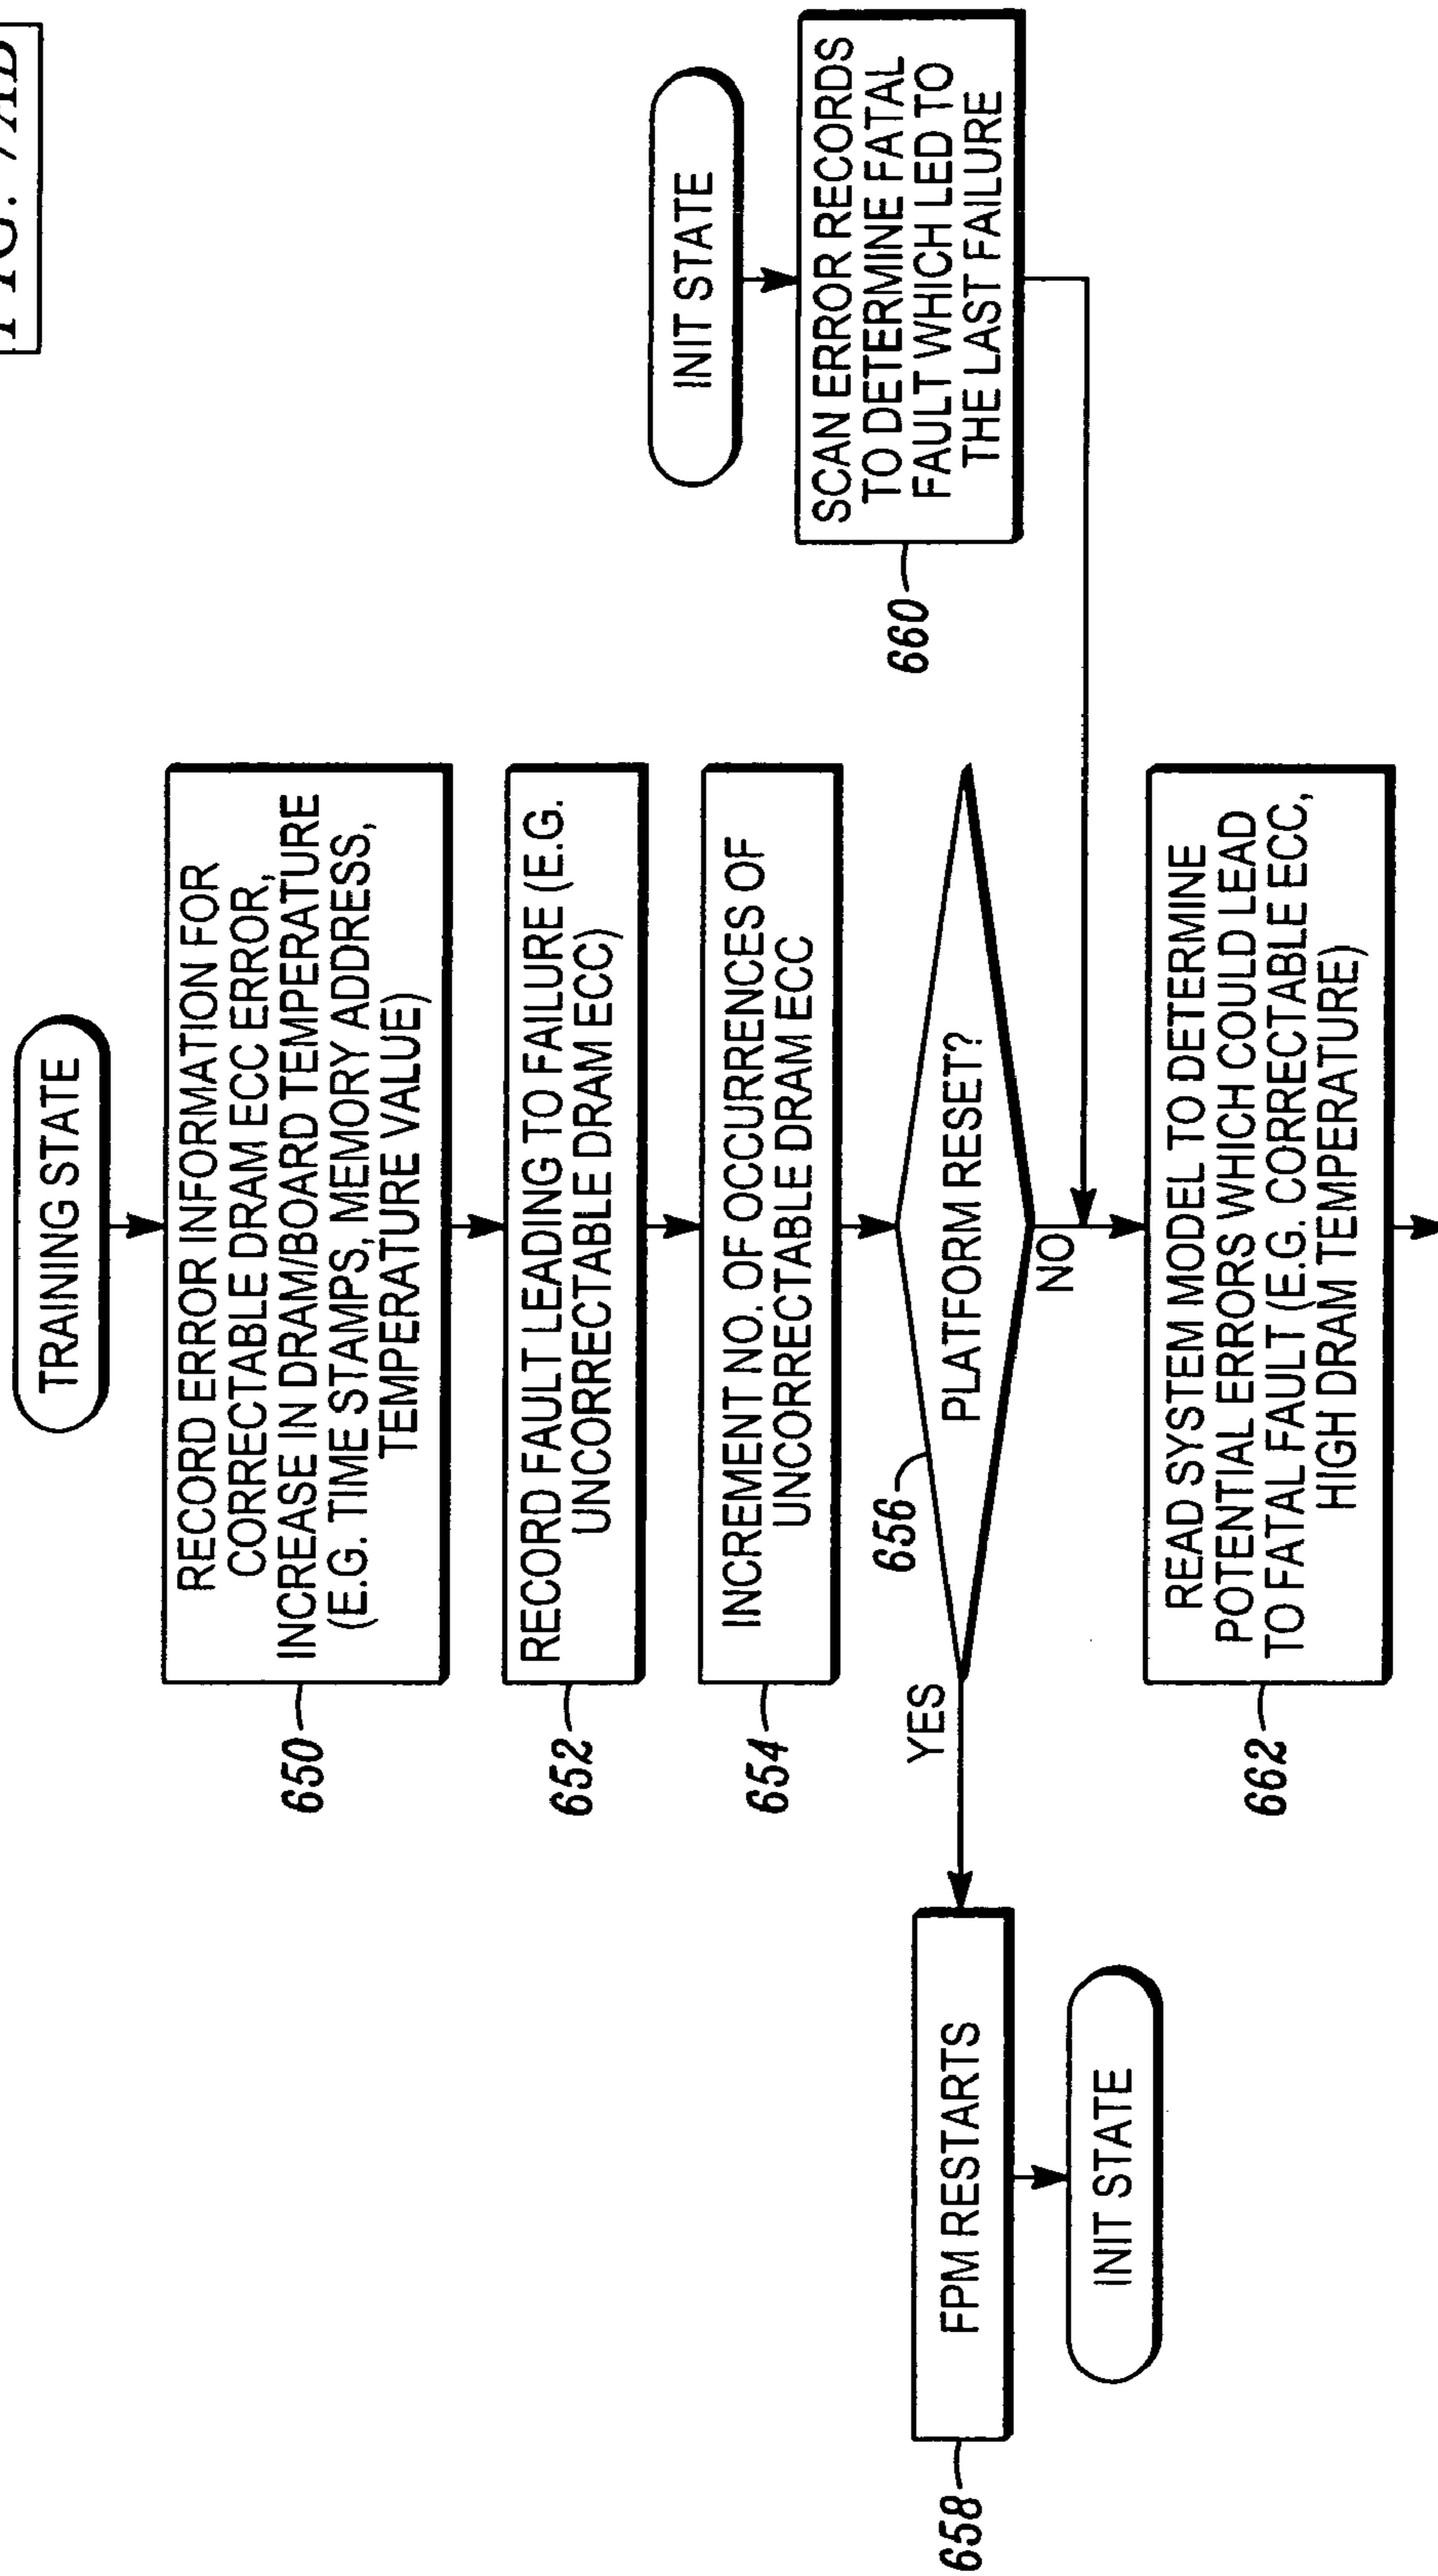 TRAINING STATE
RECORD ERROR INFORMATION FOR
CORRECTABLE DRAM ECC ERROR,
INCREASE IN DRAM/BOARD TEMPERATURE
(E.G. TIME STAMPS, MEMORY ADDRESS,
TEMPERATURE VALUE)
650
RECORD FAULT LEADING TO FAILURE (E.G.
UNCORRECTABLE DRAM ECC)
652
INCREMENT NO. OF OCCURRENCES OF
UNCORRECTABLE DRAM ECC
654
656
PLATFORM RESET?
YES
NO
FPM RESTARTS
658
INIT STATE
INIT STATE
SCAN ERROR RECORDS
TO DETERMINE FATAL
FAULT WHICH LED TO
THE LAST FAILURE
660
READ SYSTEM MODEL TO DETERMINE
POTENTIAL ERRORS WHICH COULD LEAD
TO FATAL FAULT (E.G. CORRECTABLE ECC,
HIGH DRAM TEMPERATURE)
662